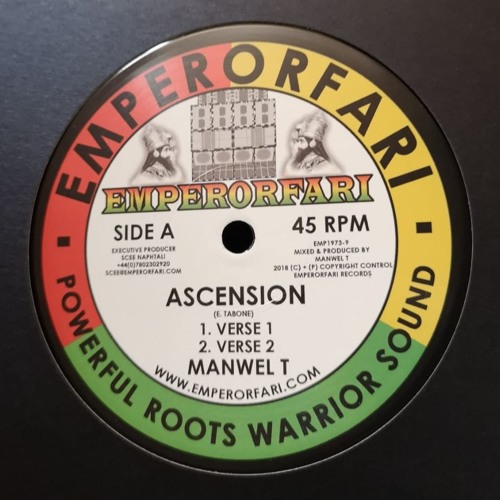 EMPERORFARI
EMPERORFARI
SIDE A
45 RPM
EXECUTIVE PRODUCER
SCEE NAPHTALI
+44(0)7802302920
SCEE@EMPERORFARI.COM
EMP1973-9
MIXED & PRODUCED BY
MANWEL T
2018 (C) + (P) COPYRIGHT CONTROL
EMPERORFARI RECORDS
ASCENSION
(E. TABONE)
1. VERSE 1
2. VERSE 2
MANWEL T
WWW.EMPERORFARI.COM
POWERFUL ROOTS WARRIOR SOUND